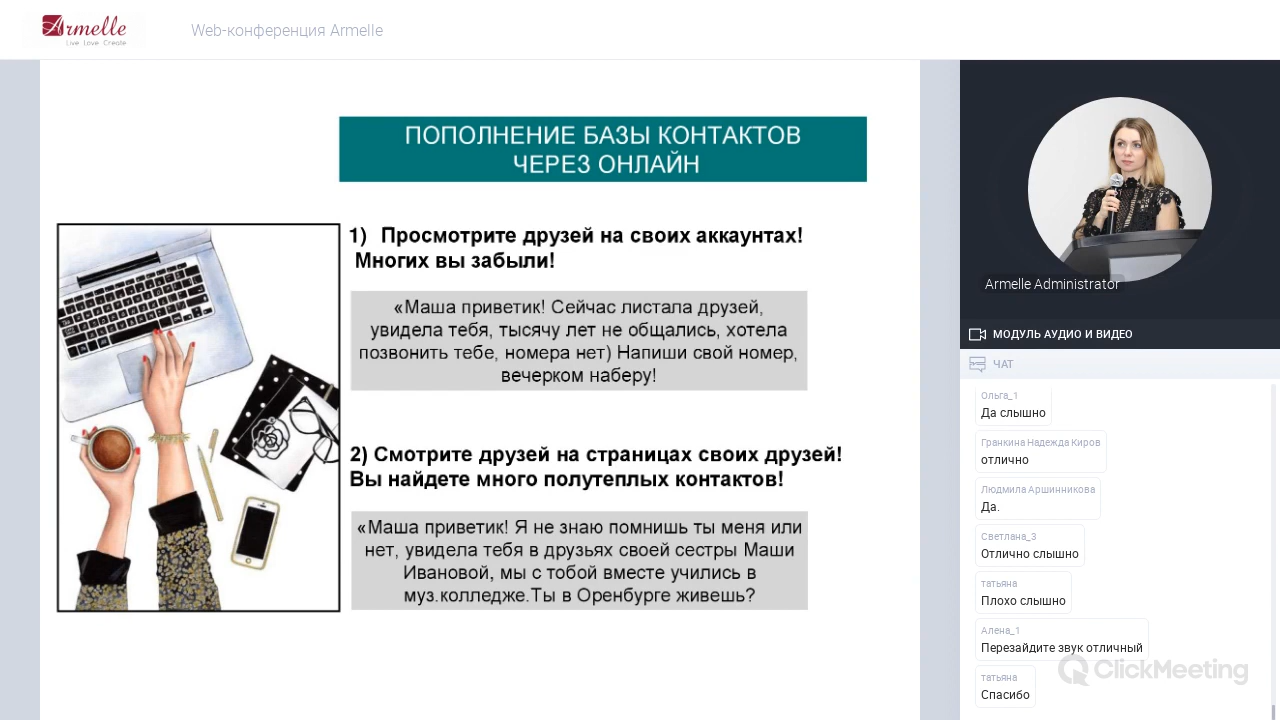 Armelle
Live Love Create
Web-конференция Armelle
ПОПОЛНЕНИЕ БАЗЫ КОНТАКТОВ
ЧЕРЕЗ ОНЛАЙН
1) Просмотрите друзей на своих аккаунтах!
Многих вы забыли!
«Маша приветик! Сейчас листала друзей,
увидела тебя, тысячу лет не общались, хотела
позвонить тебе, номера нет) Напиши свой номер,
вечерком наберу!
2) Смотрите друзей на страницах своих друзей!
Вы найдете много полутеплых контактов!
«Маша приветик! Я не знаю помнишь ты меня или
нет, увидела тебя в друзьях своей сестры Маши
Ивановой, мы с тобой вместе учились в
муз.колледже.Ты в Оренбурге живешь?
Armelle Administrator
МОДУЛЬ АУДИО И ВИДЕО
ЧАТ
Ольга_1
Да слышно
Гранкина Надежда Киров
отлично
Людмила Аршинникова
Да.
Светлана_3
Отлично слышно
татьяна
Плохо слышно
Алена_1
Перезайдите звук отличный
татьяна
Спасибо
ClickMeeting